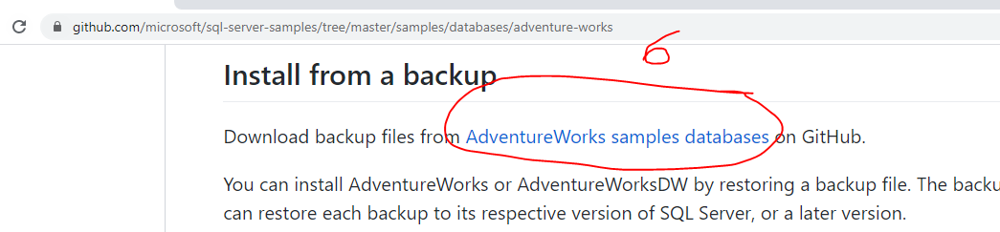 github.com/microsoft/sql-server-samples/tree/master/samples/databases/adventure-works
6
Install from a backup
Download backup files from AdventureWorks samples databases on GitHub.
You can install AdventureWorks or AdventureWorksDW by restoring a backup file. The backu
can restore each backup to its respective version of SQL Server, or a later version.